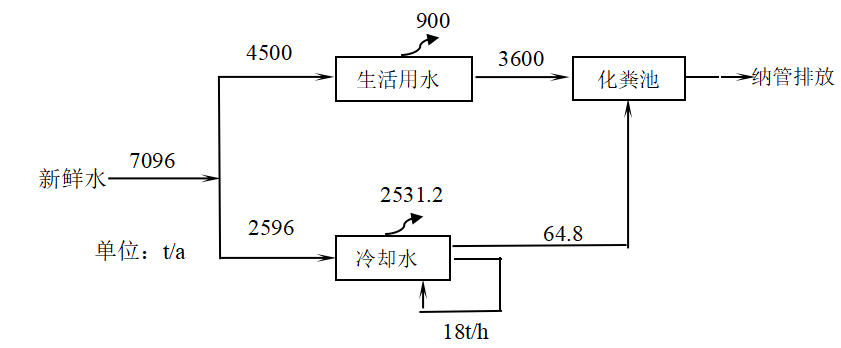 900
4500
生活用水
3600
化粪池
纳管排放
7096
新鲜水
2531.2
2596
冷却水
64.8
单位：t/a
18t/h